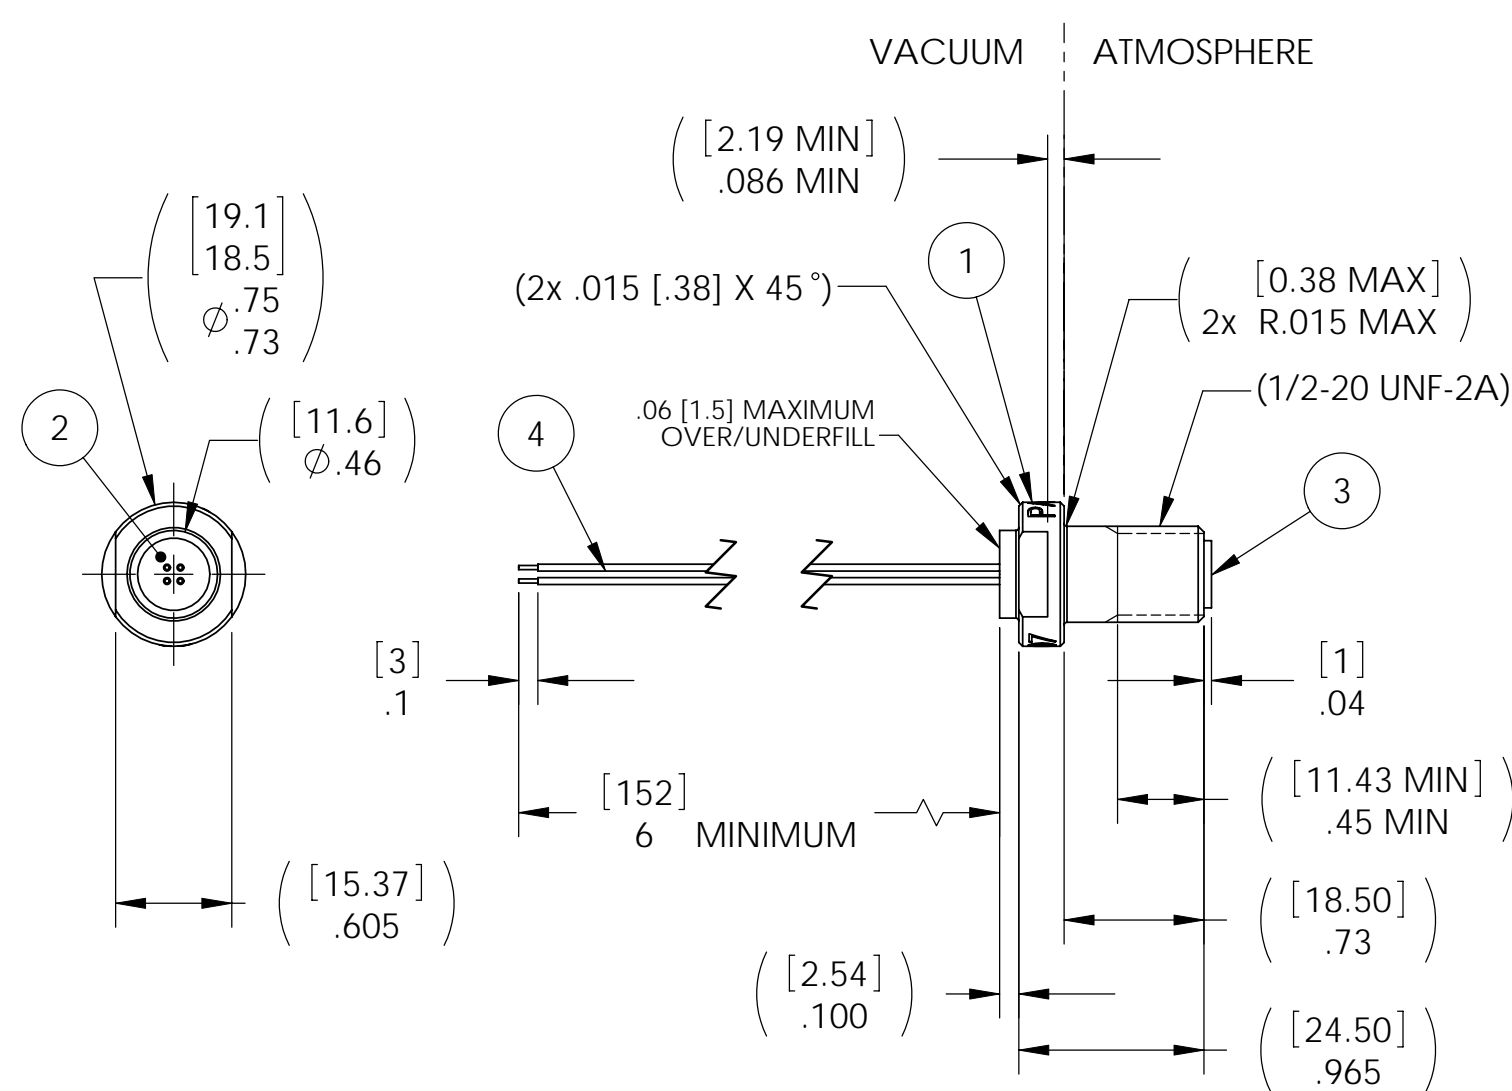 VACUUM ATMOSPHERE
[2.19 MIN]
.086 MIN
[19.1]
[18.5]
⌀ .75
.73
1
(2x .015 [.38] X 45°)
[0.38 MAX]
2x R.015 MAX
(1/2-20 UNF-2A)
2
[11.6]
⌀.46
4
.06 [1.5] MAXIMUM
OVER/UNDERFILL
3
[3]
.1
[1]
.04
[152]
6 MINIMUM
[11.43 MIN]
.45 MIN
[15.37]
.605
[18.50]
.73
[2.54]
.100
[24.50]
.965